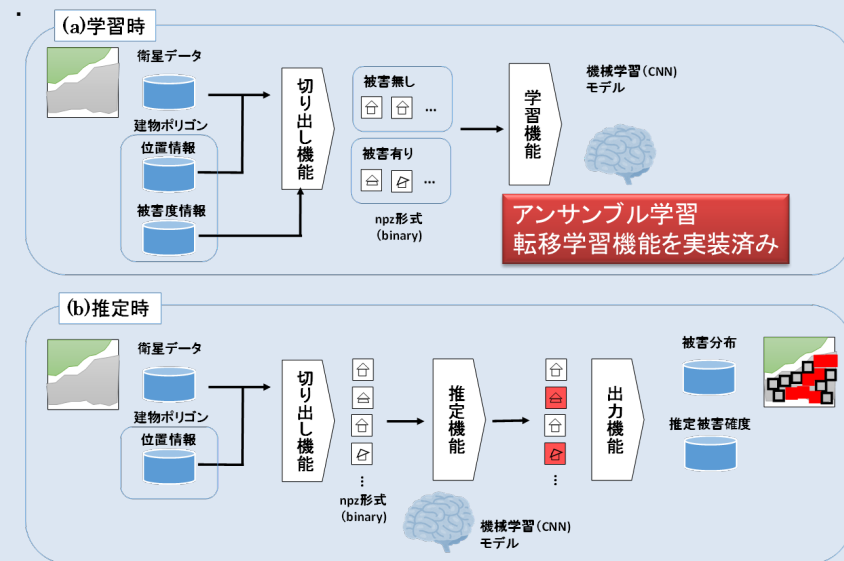 (a)学習時
衛星データ
建物ポリゴン
位置情報
被害度情報
切り出し機能
被害無し
…
被害有り
…
npz形式
(binary)
学習機能
機械学習(CNN)
モデル
アンサンブル学習
転移学習機能を実装済み
(b)推定時
衛星データ
建物ポリゴン
位置情報
切り出し機能
…
npz形式
(binary)
推定機能
機械学習(CNN)
モデル
…
出力機能
被害分布
推定被害確度